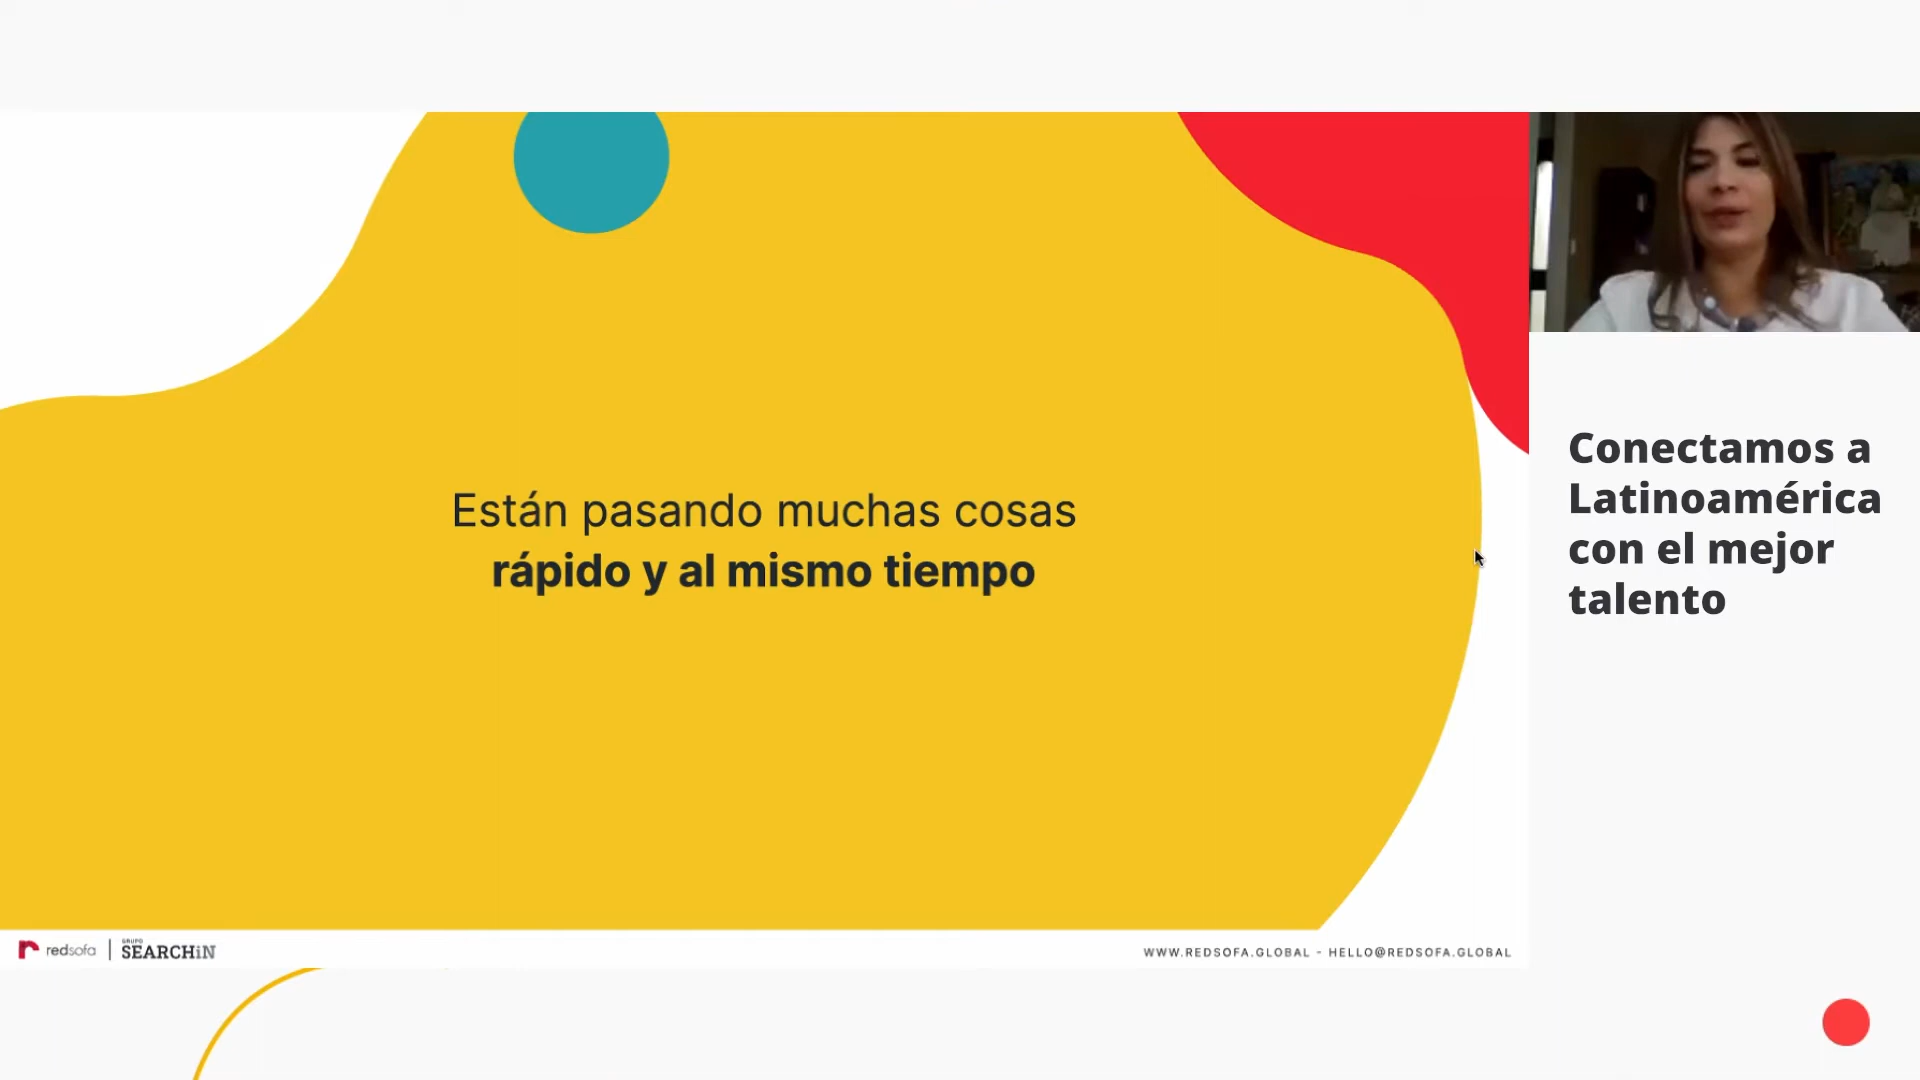 Están pasando muchas cosas
rápido y al mismo tiempo
Conectamos a
Latinoamérica
con el mejor
talento
redsofa
GRUPO
SEARCHiN
WWW.REDSOFA.GLOBAL - HELLO@REDSOFA.GLOBAL